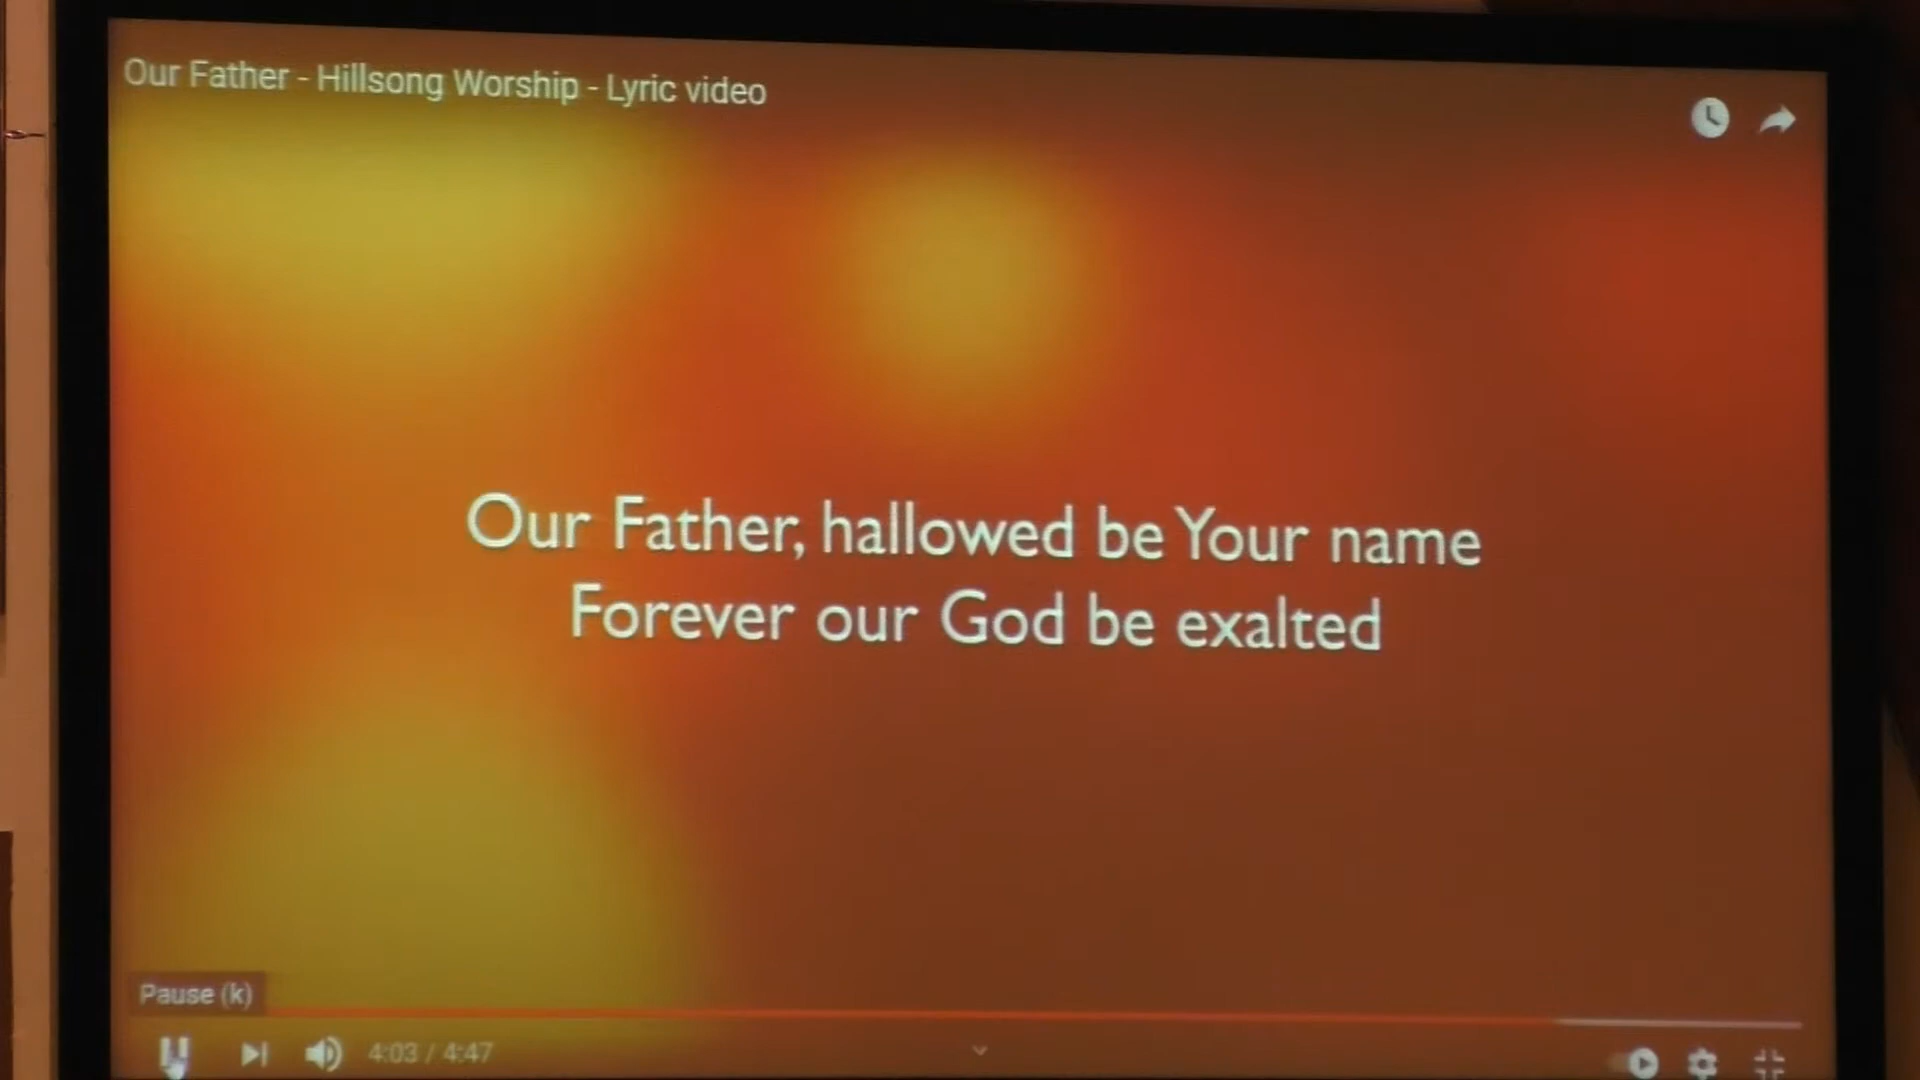 Our Father - Hillsong Worship - Lyric video
Our Father, hallowed be Your name
Forever our God be exalted
Pause (k)
4:03 / 4:47